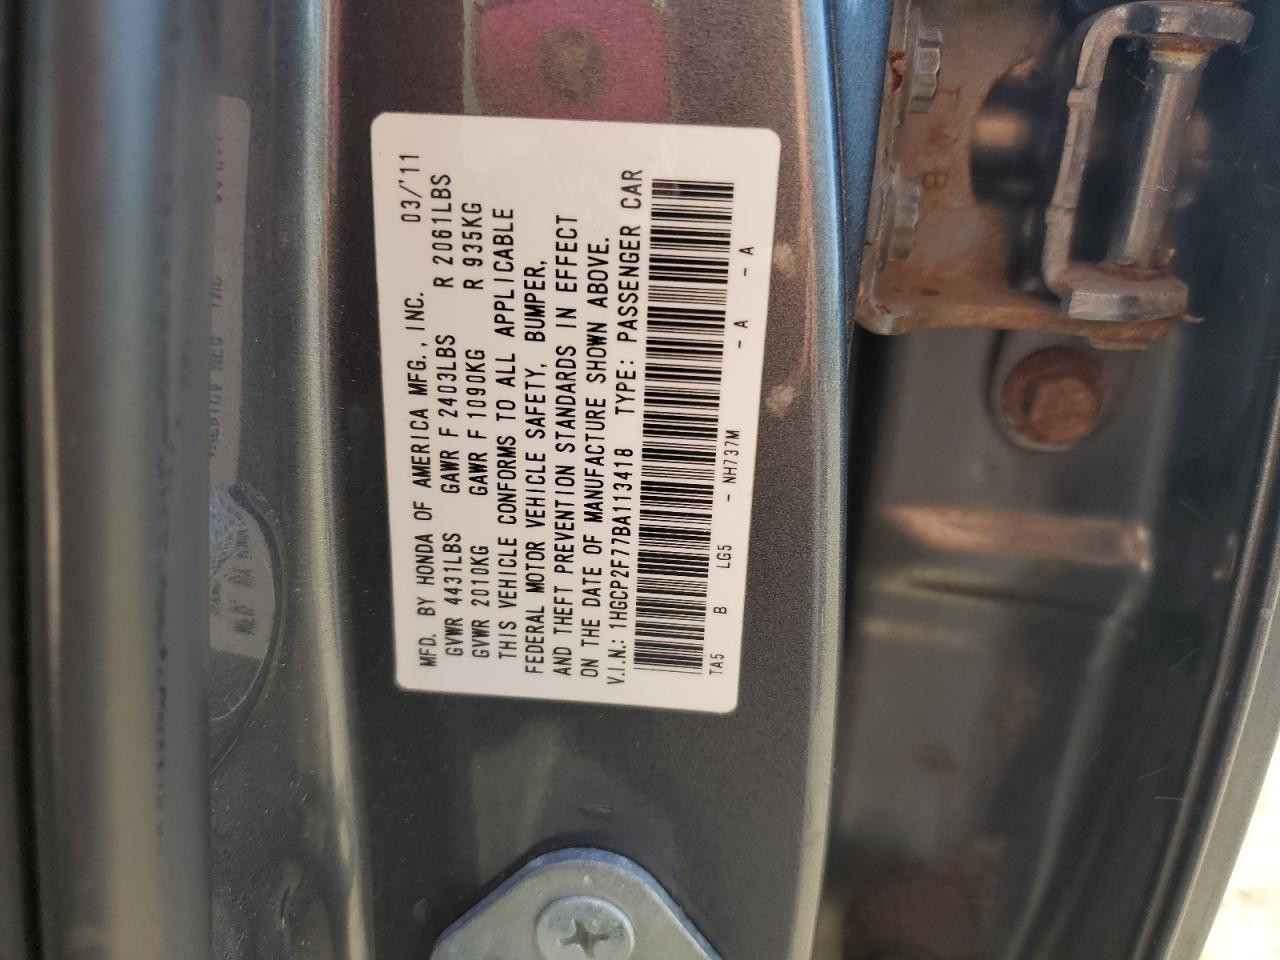 MFD. BY HONDA OF AMERICA MFG., INC. 03/'11
GVWR 4431LBS GAWR F 2403LBS R 2061LBS
GVWR 2010KG GAWR F 1090KG R 935KG
THIS VEHICLE CONFORMS TO ALL APPLICABLE
FEDERAL MOTOR VEHICLE SAFETY, BUMPER,
AND THEFT PREVENTION STANDARDS IN EFFECT
ON THE DATE OF MANUFACTURE SHOWN ABOVE.
V.I.N.: 1HGCP2F77BA113418 TYPE: PASSENGER CAR
TA5 B LG5 - NH737M - A - A